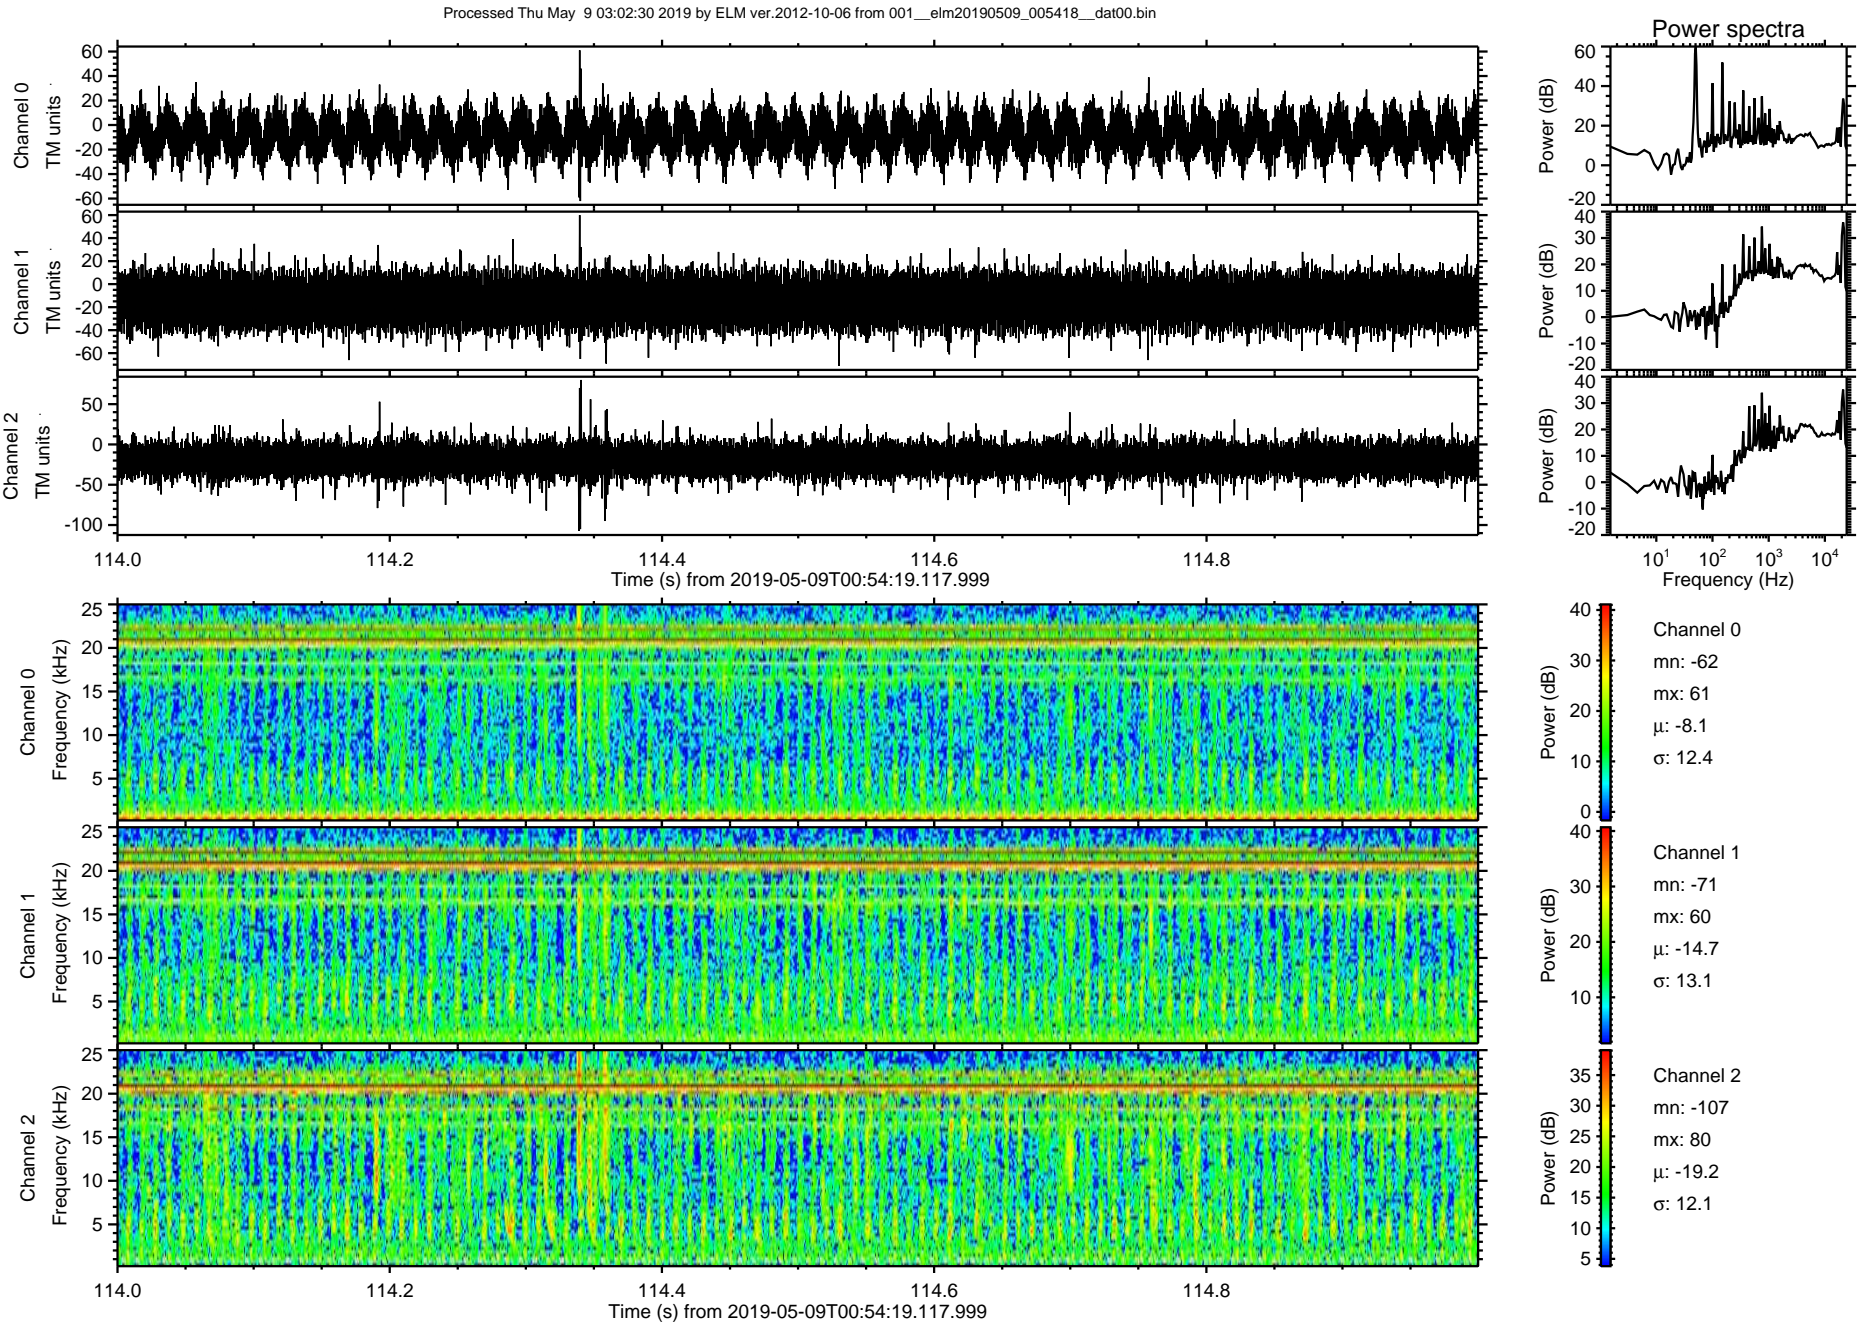 Processed Thu May  9 03:02:30 2019 by ELM ver.2012-10-06 from 001__elm20190509_005418__dat00.bin
Power spectra
Channel 0
TM units
60
40
20
0
-20
-40
-60
Power (dB)
60
40
20
0
-20
Channel 1
TM units
60
40
20
0
-20
-40
-60
Power (dB)
40
30
20
10
0
-10
-20
Channel 2
TM units
50
0
-50
-100
Power (dB)
40
30
20
10
0
-10
-20
114.0 114.2 114.4 114.6 114.8
Time (s) from 2019-05-09T00:54:19.117.999
10^1 10^2 10^3 10^4
Frequency (Hz)
Channel 0
Frequency (kHz)
25
20
15
10
5
Power (dB)
40
30
20
10
0
Channel 0
mn: -62
mx: 61
μ: -8.1
σ: 12.4
Channel 1
Frequency (kHz)
25
20
15
10
5
Power (dB)
40
30
20
10
Channel 1
mn: -71
mx: 60
μ: -14.7
σ: 13.1
Channel 2
Frequency (kHz)
25
20
15
10
5
Power (dB)
35
30
25
20
15
10
5
Channel 2
mn: -107
mx: 80
μ: -19.2
σ: 12.1
114.0 114.2 114.4 114.6 114.8
Time (s) from 2019-05-09T00:54:19.117.999